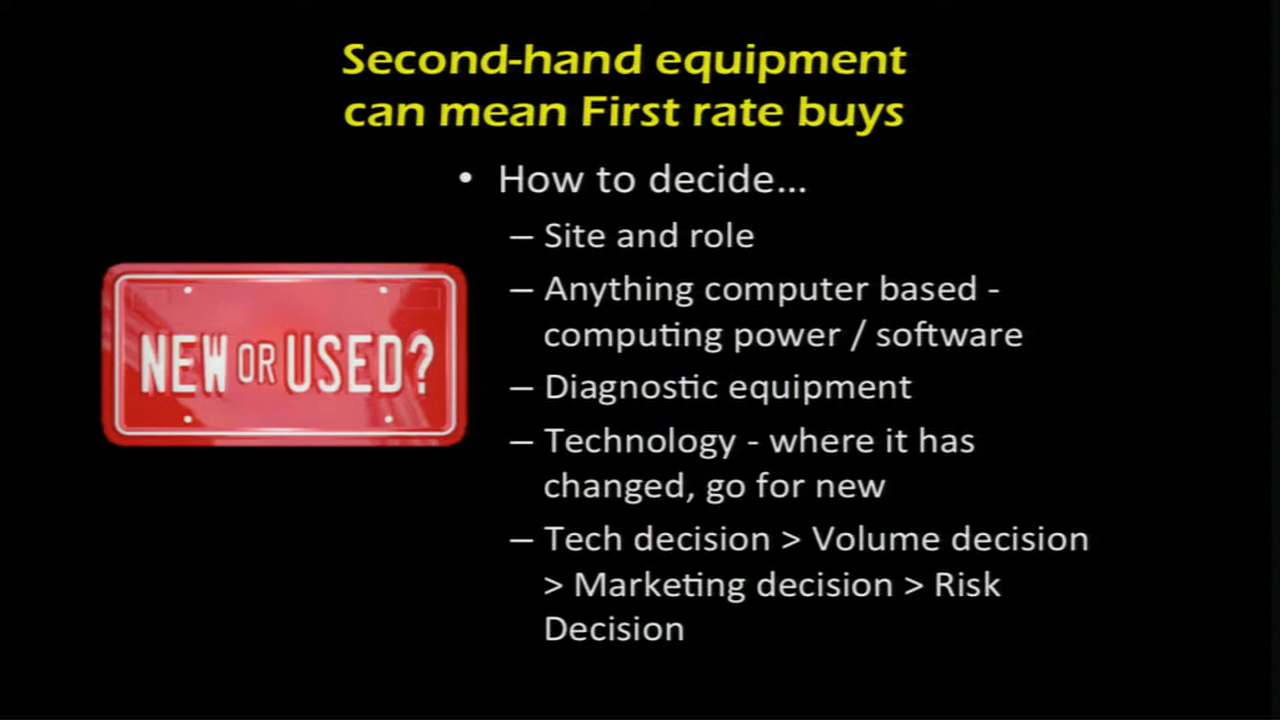 Second-hand equipment
can mean First rate buys
• How to decide...
– Site and role
– Anything computer based -
computing power / software
– Diagnostic equipment
– Technology - where it has
changed, go for new
– Tech decision > Volume decision
> Marketing decision > Risk
Decision
NEW OR USED?